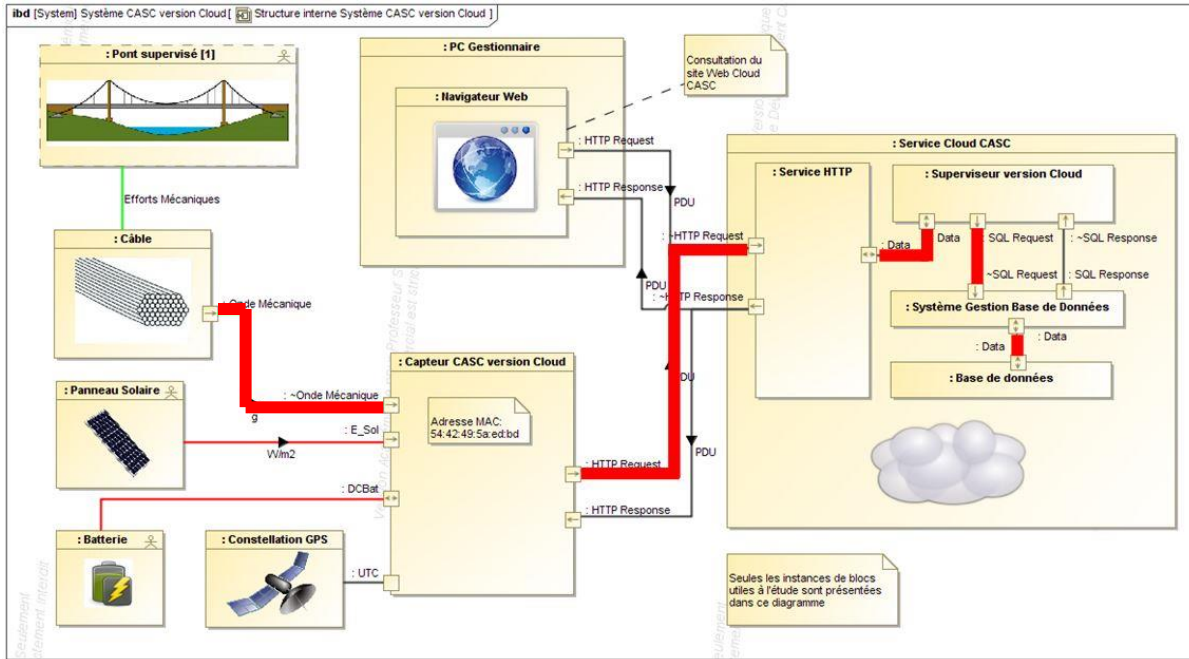 ibd [System] Système CASC version Cloud [ Structure interne Système CASC version Cloud ]
: Pont supervisé [1]
Efforts Mécaniques
: Câble
: Onde Mécanique
: Panneau Solaire
: ~Onde Mécanique
g
: E_Sol
W/m2
: DCBat
: Batterie
: Constellation GPS
: UTC
: Capteur CASC version Cloud
Adresse MAC:
54:42:49:5a:ed:bd
: HTTP Request
: HTTP Response
: PC Gestionnaire
: Navigateur Web
: HTTP Request
: HTTP Response
Consultation du
site Web Cloud
CASC
PDU
: ~HTTP Request
PDU
: ~HTTP Response
PDU
PDU
: Service Cloud CASC
: Service HTTP
: Superviseur version Cloud
: Data
Data
SQL Request
: ~SQL Response
~SQL Request
: SQL Response
: Système Gestion Base de Données
: Data
: Data
: Base de données
Seules les instances de blocs
utiles à l'étude sont présentées
dans ce diagramme